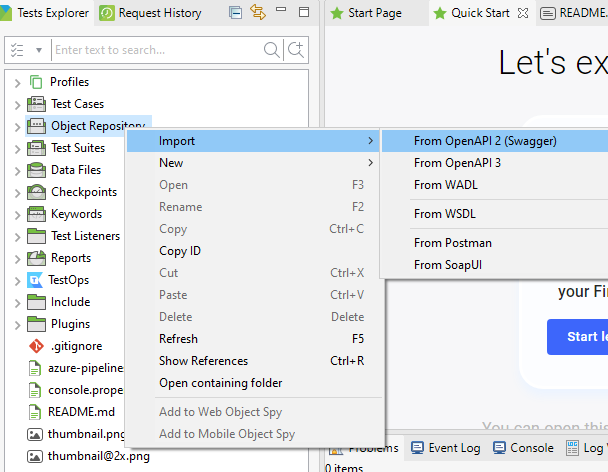 Tests Explorer
Request History
Start Page
Quick Start
README.
Enter text to search...
Profiles
Test Cases
Object Repository
Test Suites
Data Files
Checkpoints
Keywords
Test Listeners
Reports
TestOps
Include
Plugins
.gitignore
azure-pipeline
console.prope
README.md
thumbnail.png
thumbnail@2x.png
Import
New
Open F3
Rename F2
Copy Ctrl+C
Copy ID
Cut Ctrl+X
Paste Ctrl+V
Delete Delete
Refresh F5
Show References Ctrl+R
Open containing folder
Add to Web Object Spy
Add to Mobile Object Spy
From OpenAPI 2 (Swagger)
From OpenAPI 3
From WADL
From WSDL
From Postman
From SoapUI
Let's ex
your Fir
Start le
You can open this
Problems
Event Log
Console
Log V
0 items